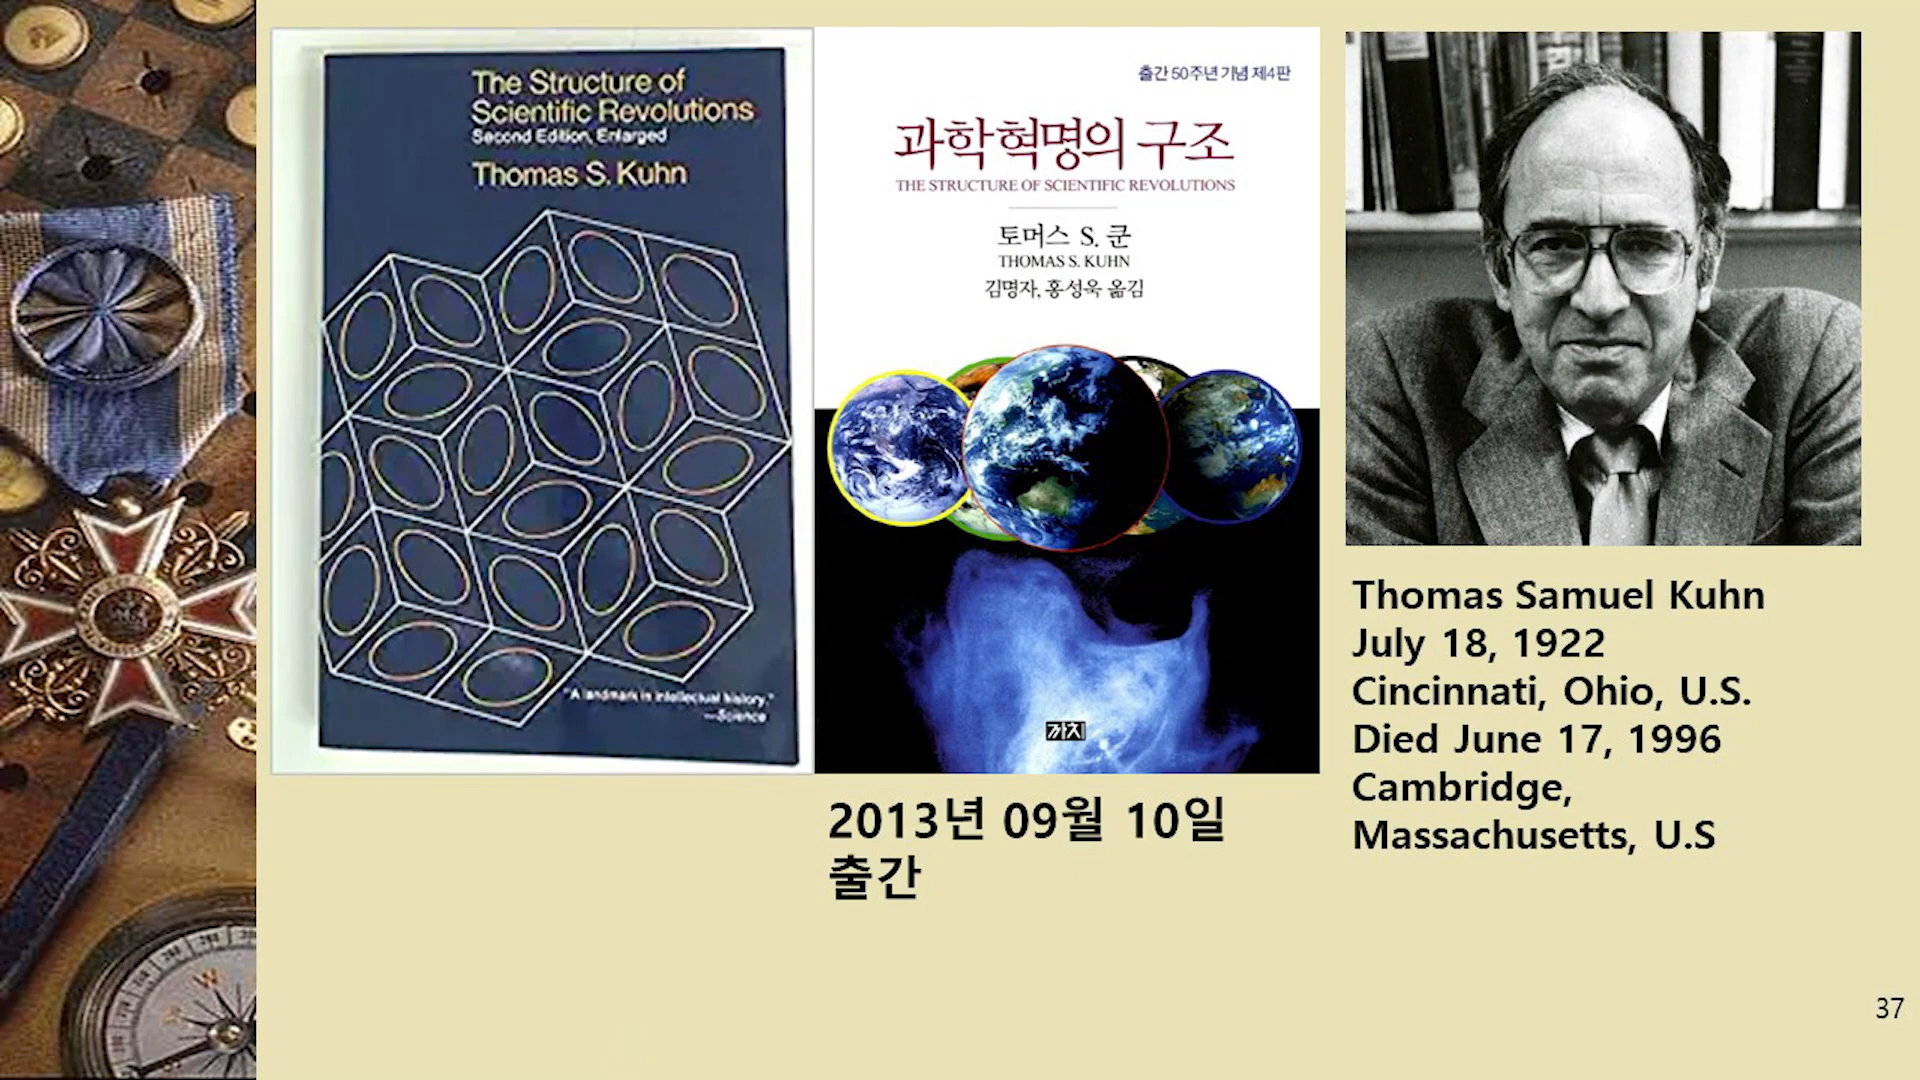 The Structure of
Scientific Revolutions
Second Edition, Enlarged
Thomas S. Kuhn
"A landmark in intellectual history."
—Science
출간 50주년 기념 제4판
과학혁명의 구조
THE STRUCTURE OF SCIENTIFIC REVOLUTIONS
토머스 S. 쿤
THOMAS S. KUHN
김명자, 홍성욱 옮김
까치
2013년 09월 10일
출간
Thomas Samuel Kuhn
July 18, 1922
Cincinnati, Ohio, U.S.
Died June 17, 1996
Cambridge,
Massachusetts, U.S
37